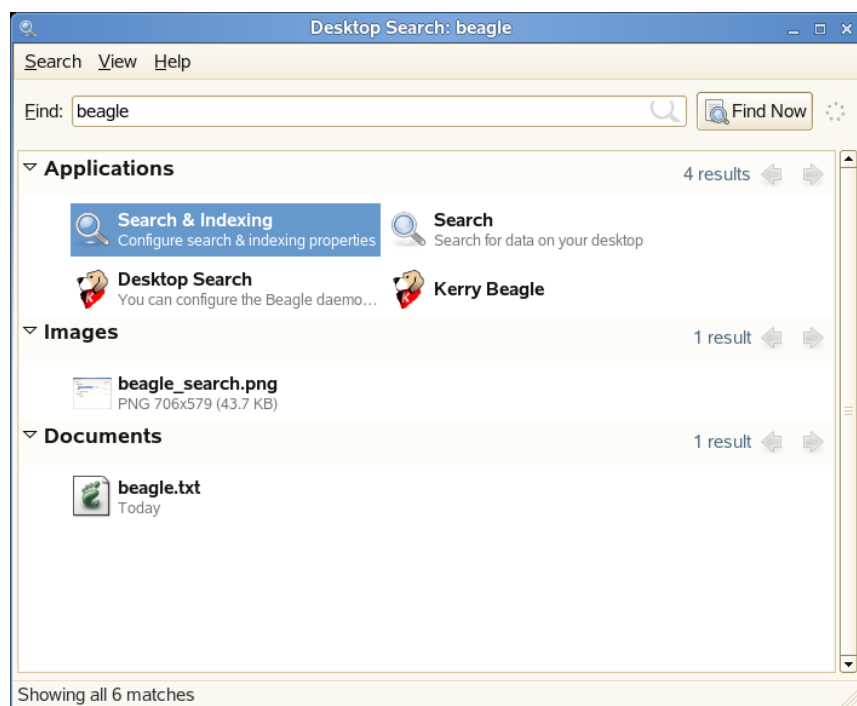 Desktop Search: beagle
Search View Help
Find: beagle Find Now
Applications 4 results
Search & Indexing Search
Configure search & indexing properties Search for data on your desktop
Desktop Search Kerry Beagle
You can configure the Beagle daemo...
Images 1 result
beagle_search.png
PNG 706x579 (43.7 KB)
Documents 1 result
beagle.txt
Today
Showing all 6 matches